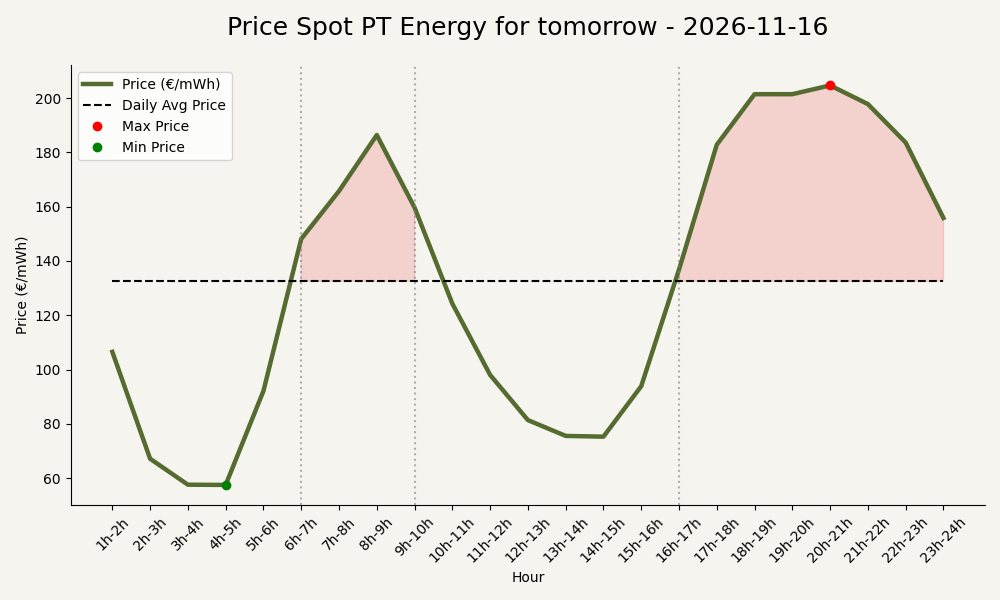 Price Spot PT Energy for tomorrow - 2026-11-16
Price (€/mWh)
Daily Avg Price
Max Price
Min Price
Price (€/mWh)
200
180
160
140
120
100
80
60
1h-2h
2h-3h
3h-4h
4h-5h
5h-6h
6h-7h
7h-8h
8h-9h
9h-10h
10h-11h
11h-12h
12h-13h
13h-14h
14h-15h
15h-16h
16h-17h
17h-18h
18h-19h
19h-20h
20h-21h
21h-22h
22h-23h
23h-24h
Hour